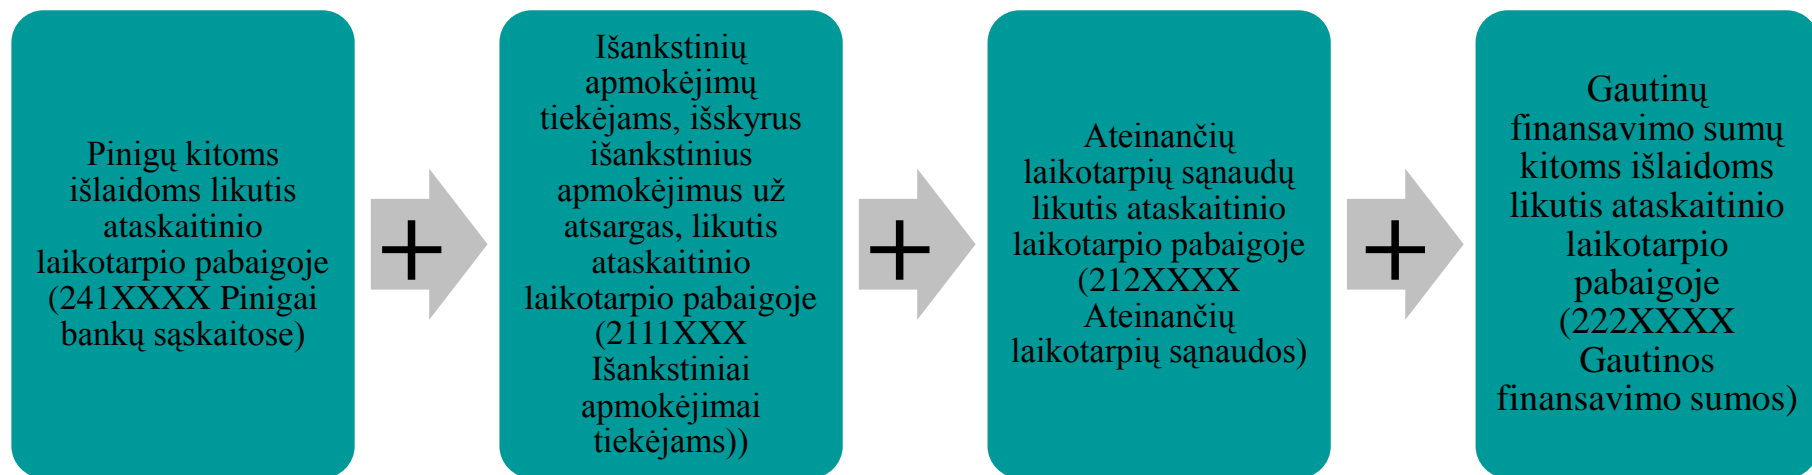 Pinigų kitoms
išlaidoms likutis
ataskaitinio
laikotarpio pabaigoje
(241XXXX Pinigai
bankų sąskaitose)
+
Išankstinių
apmokėjimų
tiekėjams, išskyrus
išankstinius
apmokėjimus už
atsargas, likutis
ataskaitinio
laikotarpio pabaigoje
(2111XXX
Išankstiniai
apmokėjimai
tiekėjams))
+
Ateinančių
laikotarpių sąnaudų
likutis ataskaitinio
laikotarpio pabaigoje
(212XXXX
Ateinančių
laikotarpių sąnaudos)
+
Gautinų
finansavimo sumų
kitoms išlaidoms
likutis ataskaitinio
laikotarpio
pabaigoje
(222XXXX
Gautinos
finansavimo sumos)